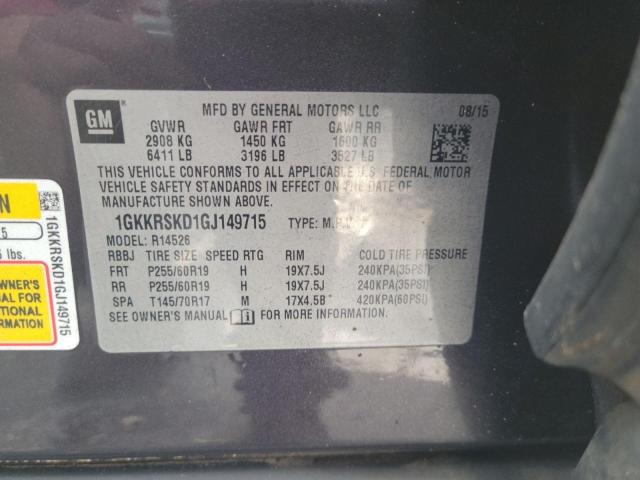 GM
MFD BY GENERAL MOTORS LLC 08/15
GVWR GAWR FRT GAWR RR
2908 KG 1450 KG 1600 KG
6411 LB 3196 LB 3527 LB
THIS VEHICLE CONFORMS TO ALL APPLICABLE U.S. FEDERAL MOTOR
VEHICLE SAFETY STANDARDS IN EFFECT ON THE DATE OF
MANUFACTURE SHOWN ABOVE.
1GKKRSKD1GJ149715 TYPE:
MODEL: R14526
RBBJ TIRE SIZE SPEED RTG RIM COLD TIRE PRESSURE
FRT P255/60R19 H 19X7.5J 240KPA(35PSI)
RR P255/60R19 H 19X7.5J 240KPA(35PSI)
SPA T145/70R17 M 17X4.5B 420KPA(60PSI)
SEE OWNER'S MANUAL FOR MORE INFORMATION
1GKKRSKD1GJ149715
N
5
lbs.
OWNER'S
FOR